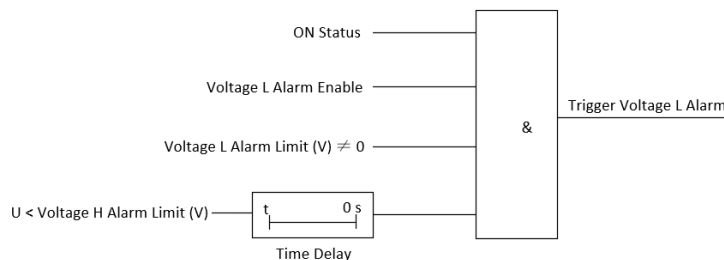 ON Status
Voltage L Alarm Enable
Trigger Voltage L Alarm
&
Voltage L Alarm Limit (V) ≠ 0
t 0 s
U < Voltage H Alarm Limit (V)
Time Delay